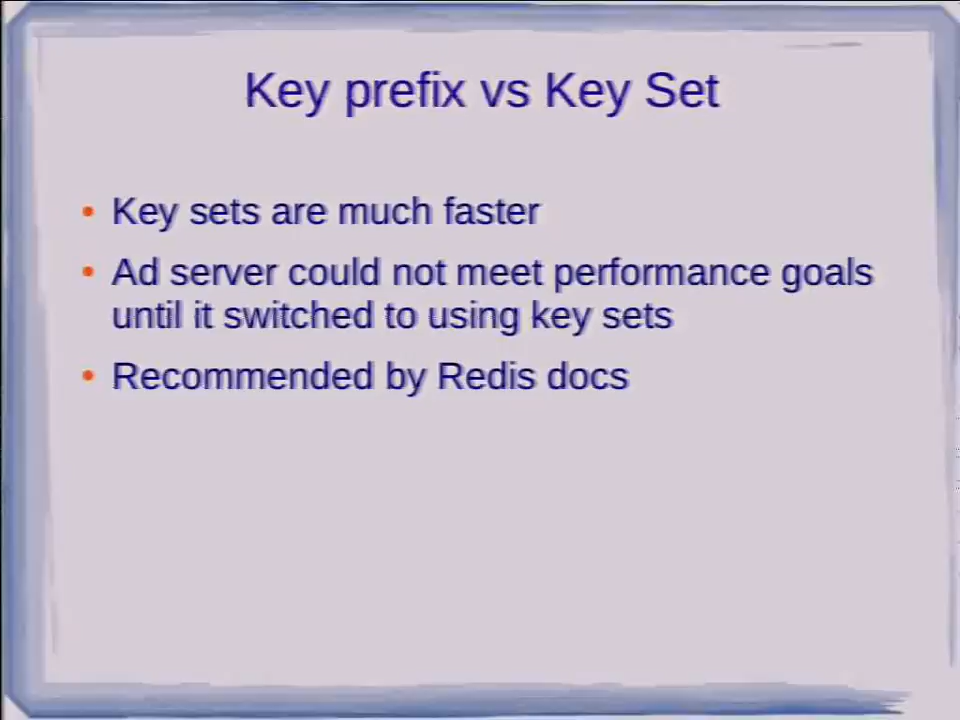 Key prefix vs Key Set
• Key sets are much faster
• Ad server could not meet performance goals
until it switched to using key sets
• Recommended by Redis docs